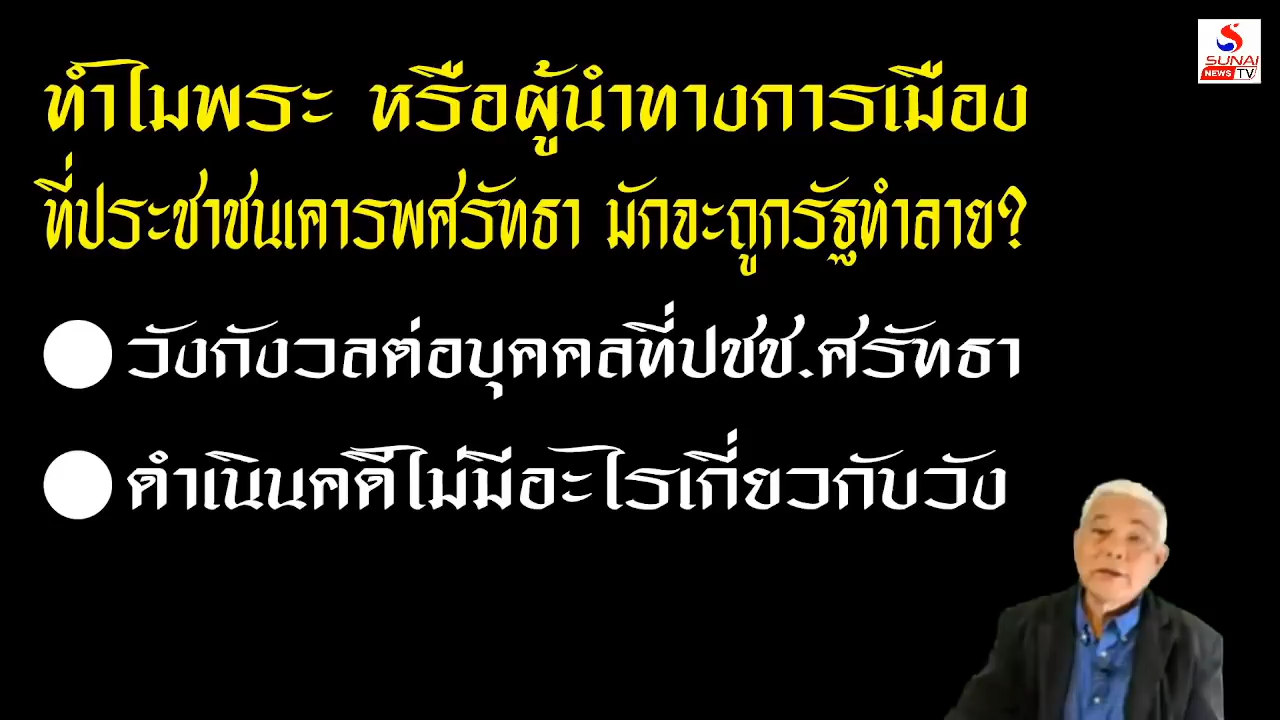 ทำไมพระ หรือผู้นำทางการเมือง
ที่ประชาชนเคารพศรัทธา มักจะถูกรัฐทำลาย?
วังกังวลต่อบุคคลที่ปชช.ศรัทธา
ดำเนินคดีไม่มีอะไรเกี่ยวกับวัง
SUNAI
NEWS TV